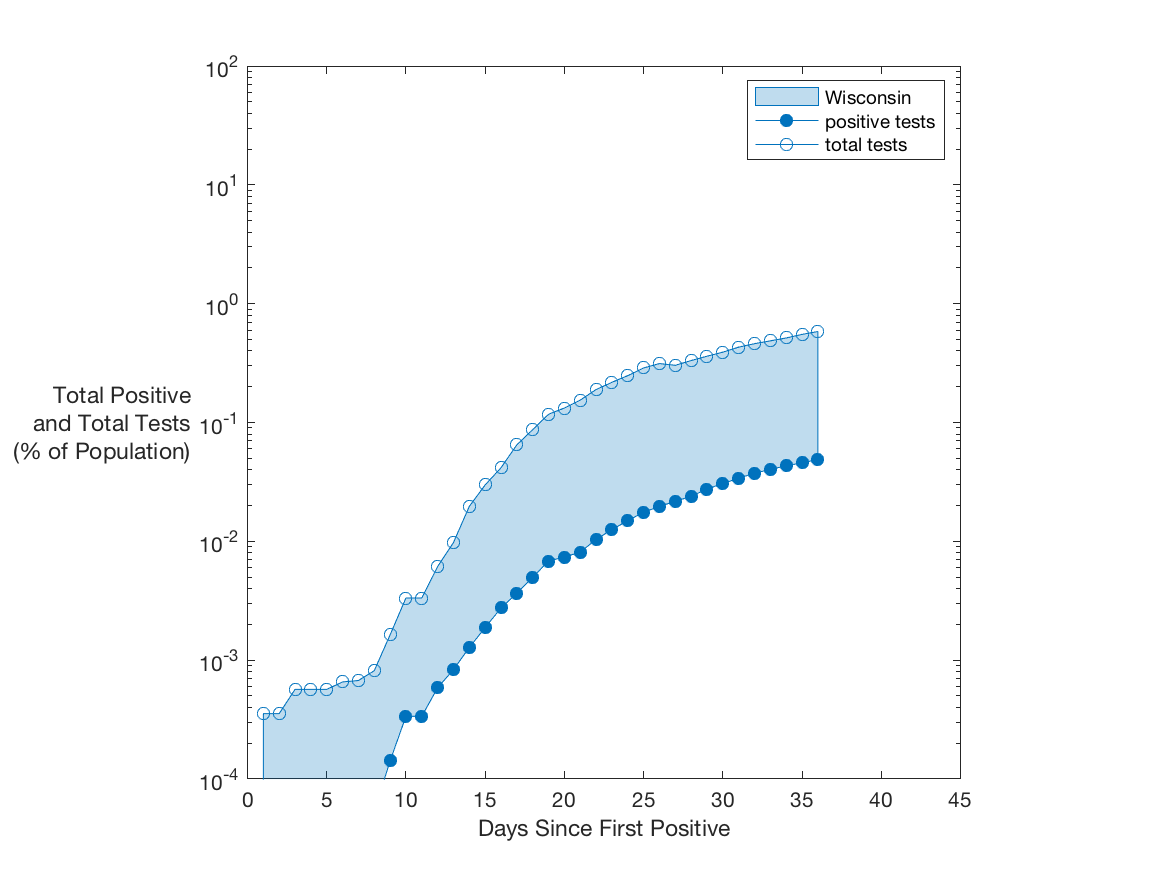 10^2
10^1
10^0
10^-1
10^-2
10^-3
10^-4
Total Positive
and Total Tests
(% of Population)
Wisconsin
positive tests
total tests
0 5 10 15 20 25 30 35 40 45
Days Since First Positive